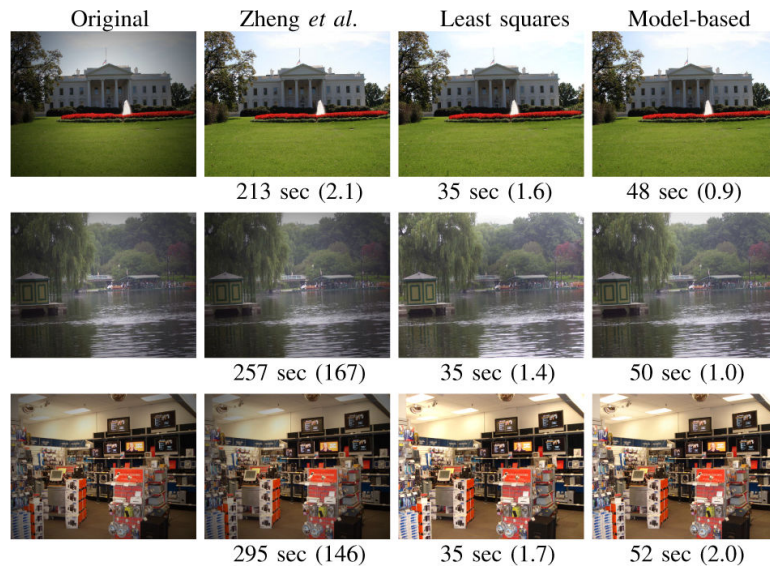 Original Zheng et al. Least squares Model-based
213 sec (2.1) 35 sec (1.6) 48 sec (0.9)
257 sec (167) 35 sec (1.4) 50 sec (1.0)
295 sec (146) 35 sec (1.7) 52 sec (2.0)